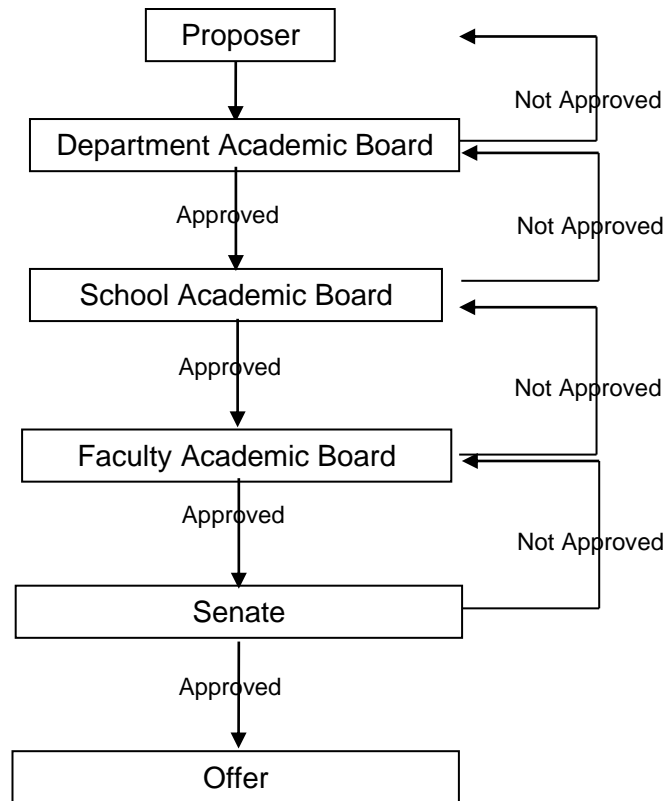 Proposer
Not Approved
Department Academic Board
Approved
Not Approved
School Academic Board
Approved
Not Approved
Faculty Academic Board
Approved
Not Approved
Senate
Approved
Offer